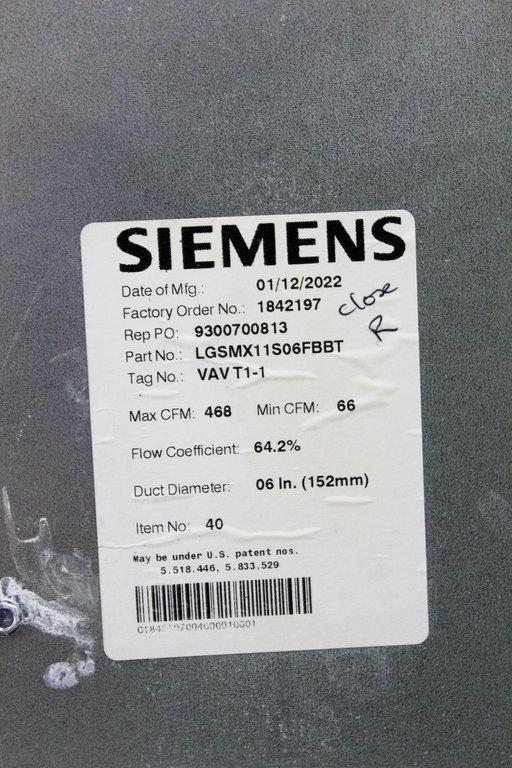 SIEMENS
Date of Mfg.: 01/12/2022
Factory Order No.: 1842197
close
R
Rep PO: 9300700813
Part No.: LGSMX11S06FBBT
Tag No.: VAV T1-1
Max CFM: 468 Min CFM: 66
Flow Coefficient: 64.2%
Duct Diameter: 06 In. (152mm)
Item No: 40
May be under U.S. patent nos.
5.518.446, 5.833.529